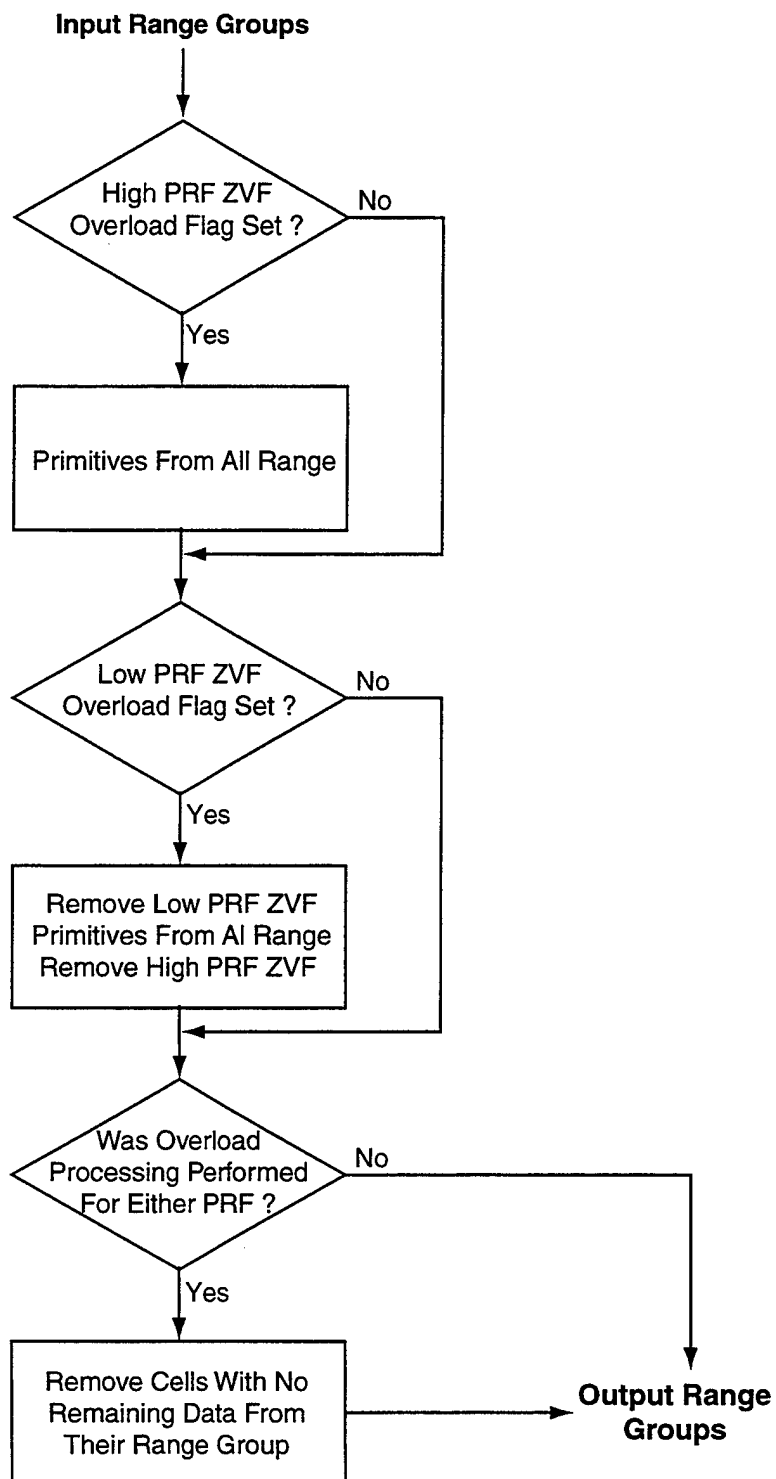 Input Range Groups
High PRF ZVF
Overload Flag Set ?
No
Yes
Primitives From All Range
Low PRF ZVF
Overload Flag Set ?
No
Yes
Remove Low PRF ZVF
Primitives From Al Range
Remove High PRF ZVF
Was Overload
Processing Performed
For Either PRF ?
No
Yes
Remove Cells With No
Remaining Data From
Their Range Group
Output Range
Groups